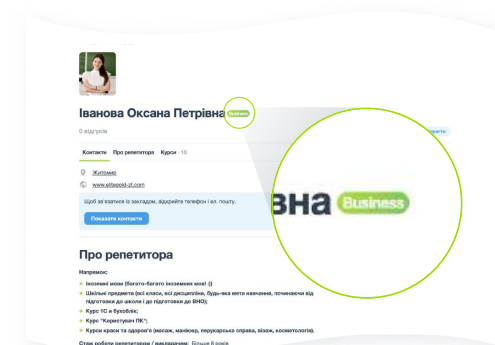 Іванова Оксана Петрівна Business
0 відгуків
Контакти Про репетитора Курси · 15
Житомир
www.elitepoid-zt.com
Щоб зв'язатися із закладом, відкрийте телефон і ел. пошту.
Показати контакти
вна Business
Про репетитора
Напрямок:
Іноземні мови (багато-багато іноземних мов! :))
Шкільні предмети (всі класи, всі дисципліни, будь-яка мета навчання, починаючи від
підготовки до школи і до підготовки до ВНО);
Курс 1С и бухоблік;
Курс "Користувач ПК";
Курси краси та здоров'я (масаж, манікюр, перукарська справа, візаж, косметологія).
Стаж роботи репетитором / викладачем: Більше 8 років